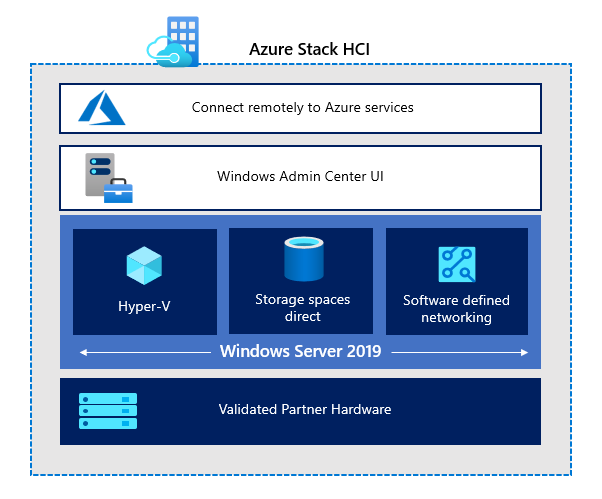 Azure Stack HCI
Connect remotely to Azure services
Windows Admin Center UI
Hyper-V
Storage spaces
direct
Software defined
networking
Windows Server 2019
Validated Partner Hardware